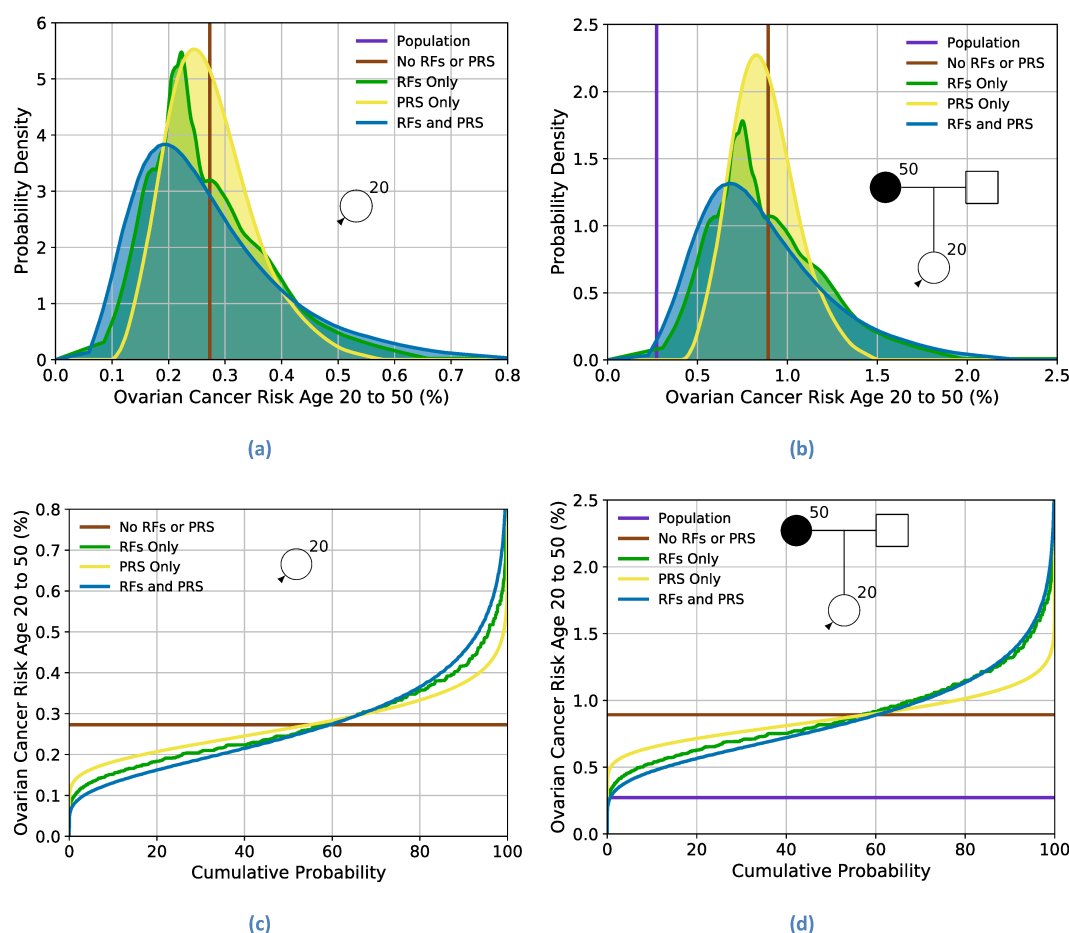 6
5
4
3
2
1
0
Probability Density
Population
No RFs or PRS
RFs Only
PRS Only
RFs and PRS
20
0.0 0.1 0.2 0.3 0.4 0.5 0.6 0.7 0.8
Ovarian Cancer Risk Age 20 to 50 (%)
(a)
2.5
2.0
1.5
1.0
0.5
0.0
Probability Density
Population
No RFs or PRS
RFs Only
PRS Only
RFs and PRS
50
20
0.0 0.5 1.0 1.5 2.0 2.5
Ovarian Cancer Risk Age 20 to 50 (%)
(b)
0.8
0.7
0.6
0.5
0.4
0.3
0.2
0.1
0.0
Ovarian Cancer Risk Age 20 to 50 (%)
No RFs or PRS
RFs Only
PRS Only
RFs and PRS
20
0 20 40 60 80 100
Cumulative Probability
(c)
2.5
2.0
1.5
1.0
0.5
0.0
Ovarian Cancer Risk Age 20 to 50 (%)
Population
No RFs or PRS
RFs Only
PRS Only
RFs and PRS
50
20
0 20 40 60 80 100
Cumulative Probability
(d)